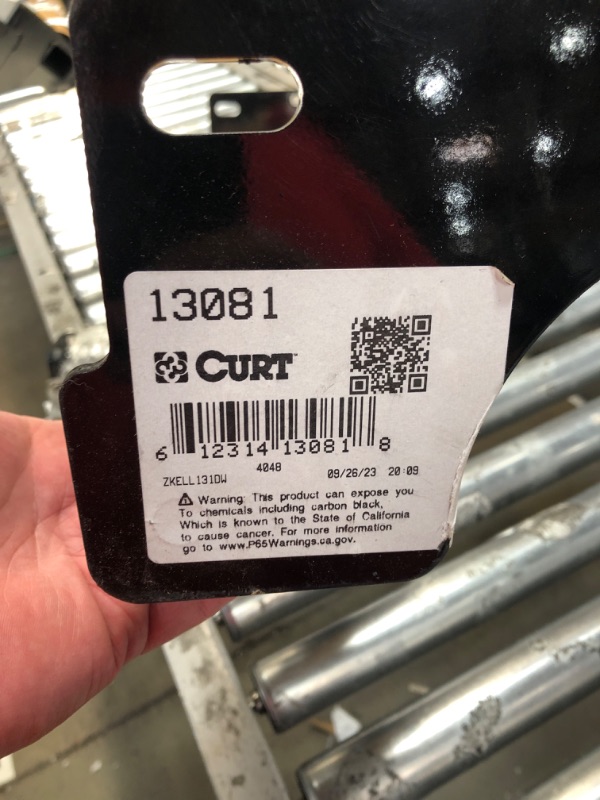 13081
CURT
6 12314 13081 8
4048
ZKELL131DW 09/26/23 20:09
Warning: This product can expose you
To chemicals including carbon black,
Which is known to the State of California
to cause cancer. For more information
go to www.P65Warnings.ca.gov.